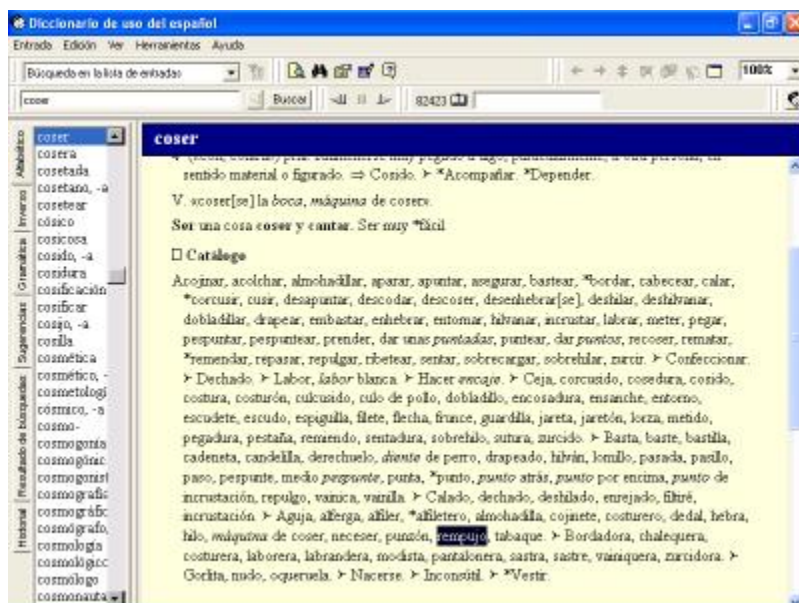 Diccionario de uso del español
Entrada Edición Ver Herramientas Ayuda
Búsqueda en la lista de entradas
100%
coser
Buscar
82423
Alfabético
Inverso
Gramática
Sugerencias
Resultado de búsquedas
Historial
coser
cosera
cosetada
cosetano, -a
cosetear
cósico
cosicosa
cosido, -a
cosidura
cosificación
cosificar
cosijo, -a
cosilla
cosmética
cosmético, -
cosmetologí
cósmico, -a
cosmo-
cosmogonía
cosmogónic
cosmogonist
cosmografía
cosmográfic
cosmógrafo,
cosmología
cosmológicc
cosmólogo
cosmonauta
coser
sentido material o figurado. ⇒ Cosido. ➢ *Acompañar. *Depender.
V. «coser[se] la boca, máquina de coser».
Ser una cosa coser y cantar. Ser muy *fácil
□ Catálogo
Acojinar, acolchar, almohadillar, aparar, apuntar, asegurar, bastear, *bordar, cabecear, calar,
*corcusir, cusir, desapuntar, descodar, descoser, desenhebrar[se], deshilar, deshilvanar,
dobladillar, drapear, embastar, enhebrar, entornar, hilvanar, incrustar, labrar, meter, pegar,
pespuntar, pespuntear, prender, dar unas puntadas, puntear, dar puntos, recoser, rematar,
*remendar, repasar, repulgar, ribetear, sentar, sobrecargar, sobrehilar, zurcir. ➢ Confeccionar.
➢ Dechado. ➢ Labor, labor blanca. ➢ Hacer encaje. ➢ Ceja, corcusido, cosedura, cosido,
costura, costurón, culcusido, culo de pollo, dobladillo, encosadura, ensanche, entorno,
escudete, escudo, espiguilla, filete, flecha, frunce, guardilla, jareta, jaretón, lorza, metido,
pegadura, pestaña, remiendo, sentadura, sobrehilo, sutura, zurcido. ➢ Basta, baste, bastilla,
cadeneta, candelilla, derechuelo, diente de perro, drapeado, hilván, lomillo, pasada, pasillo,
paso, pespunte, medio pespunte, punta, *punto, punto atrás, punto por encima, punto de
incrustación, repulgo, vainica, vainilla. ➢ Calado, dechado, deshilado, enrejado, filtiré,
incrustación. ➢ Aguja, alferga, alfiler, *alfiletero, almohadilla, cojinete, costurero, dedal, hebra,
hilo, máquina de coser, neceser, punzón, rempujo, tabaque. ➢ Bordadora, chalequera,
costurera, laborera, labrandera, modista, pantalonera, sastra, sastre, vainiquera, zurcidora. ➢
Gorlita, nudo, oqueruela. ➢ Nacerse. ➢ Inconsútil. ➢ *Vestir.